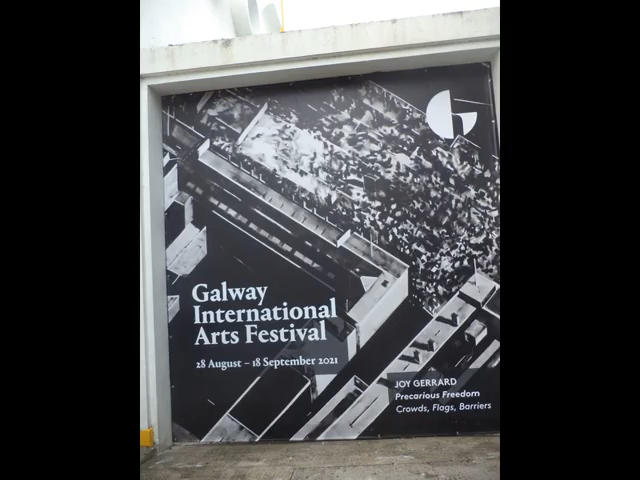 Galway
International
Arts Festival
28 August – 18 September 2021
JOY GERRARD
Precarious Freedom
Crowds, Flags, Barriers